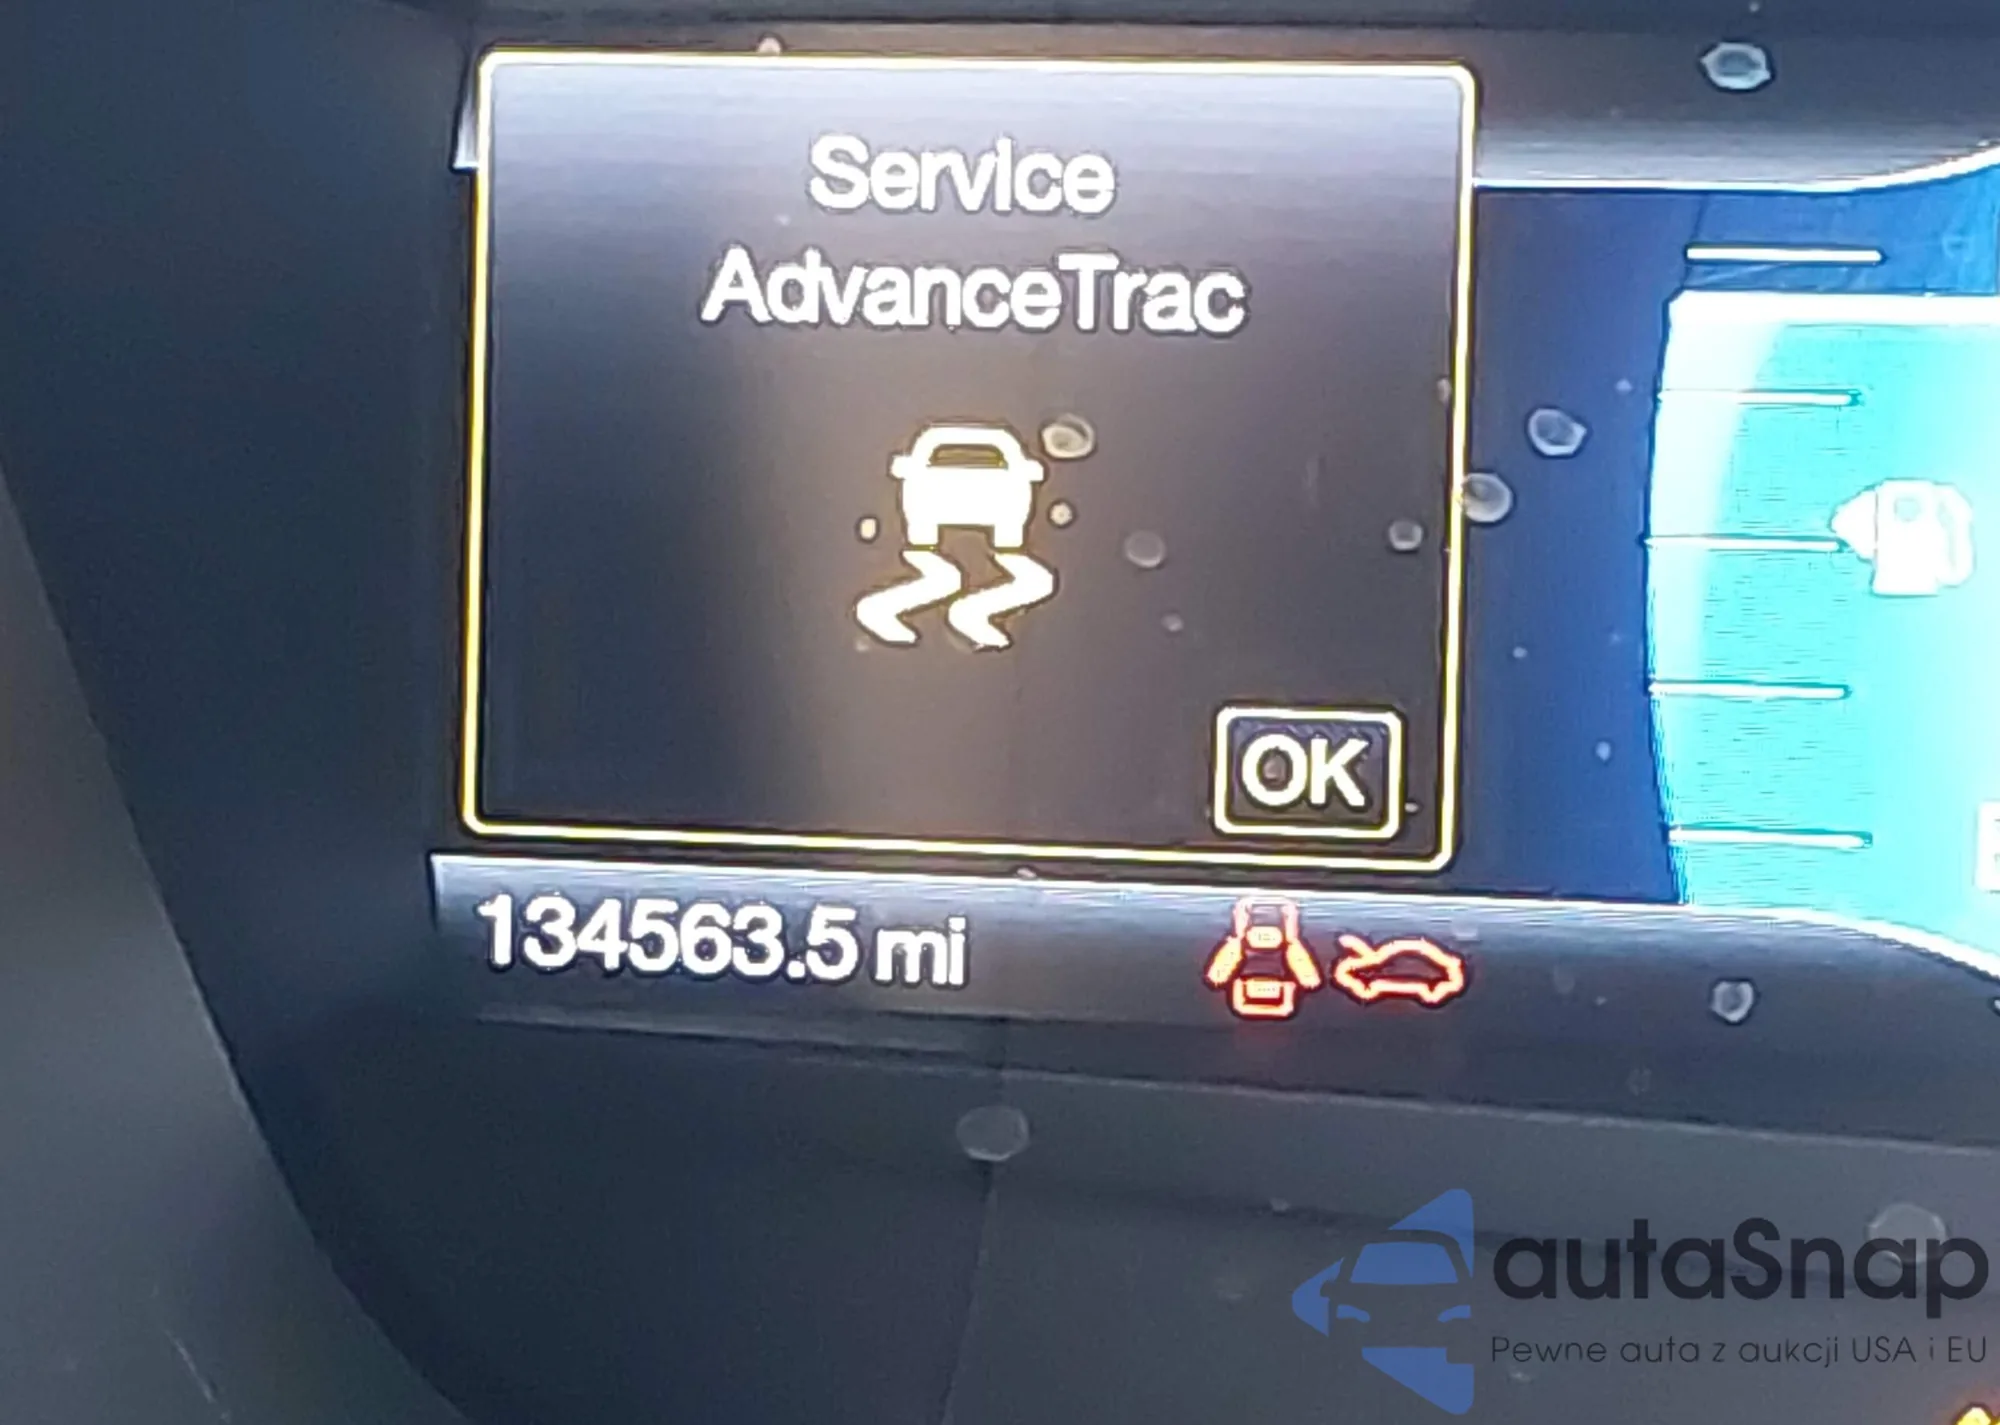 Service
AdvanceTrac
OK
134563.5 mi
autaSnap
Pewne auta z aukcji USA i EU